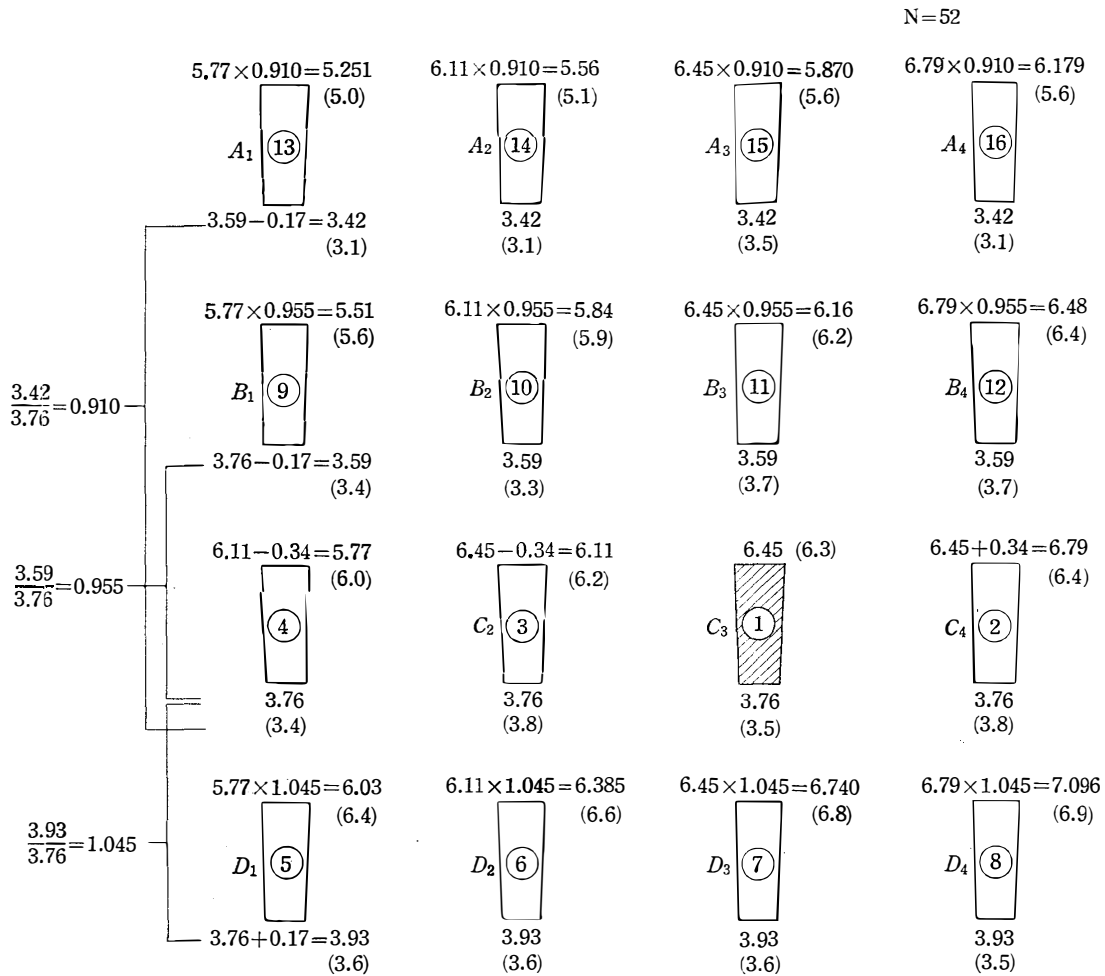 N=52
5.77×0.910=5.251 6.11×0.910=5.56 6.45×0.910=5.870 6.79×0.910=6.179
(5.0) (5.1) (5.6) (5.6)
A₁ ⑬ A₂ ⑭ A₃ ⑮ A₄ ⑯
3.59−0.17=3.42 3.42 3.42 3.42
(3.1) (3.1) (3.5) (3.1)
5.77×0.955=5.51 6.11×0.955=5.84 6.45×0.955=6.16 6.79×0.955=6.48
(5.6) (5.9) (6.2) (6.4)
3.42/3.76=0.910 B₁ ⑨ B₂ ⑩ B₃ ⑪ B₄ ⑫
3.76−0.17=3.59 3.59 3.59 3.59
(3.4) (3.3) (3.7) (3.7)
6.11−0.34=5.77 6.45−0.34=6.11 6.45 (6.3) 6.45+0.34=6.79
(6.0) (6.2) (6.4)
3.59/3.76=0.955 ④ C₂ ③ C₃ ① C₄ ②
3.76 3.76 3.76 3.76
(3.4) (3.8) (3.5) (3.8)
5.77×1.045=6.03 6.11×1.045=6.385 6.45×1.045=6.740 6.79×1.045=7.096
(6.4) (6.6) (6.8) (6.9)
3.93/3.76=1.045 D₁ ⑤ D₂ ⑥ D₃ ⑦ D₄ ⑧
3.76+0.17=3.93 3.93 3.93 3.93
(3.6) (3.6) (3.6) (3.5)